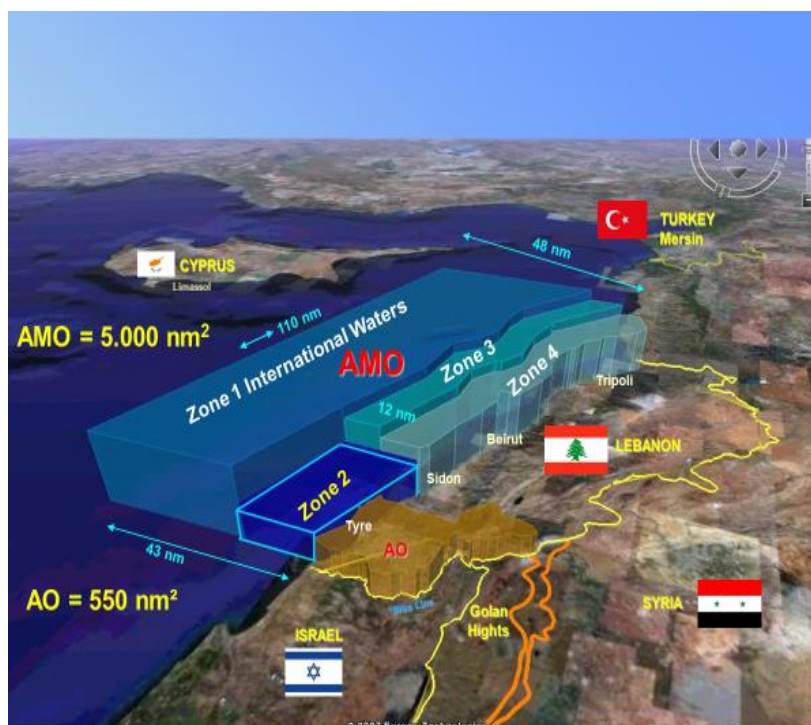 48 nm
TURKEY
Mersin
CYPRUS
Limassol
110 nm
AMO = 5.000 nm²
Zone 1 International Waters
AMO
Zone 3
Zone 4
12 nm
Tripoli
Beirut
LEBANON
Sidon
Zone 2
Tyre
AO
43 nm
AO = 550 nm²
Golan
Hights
SYRIA
ISRAEL